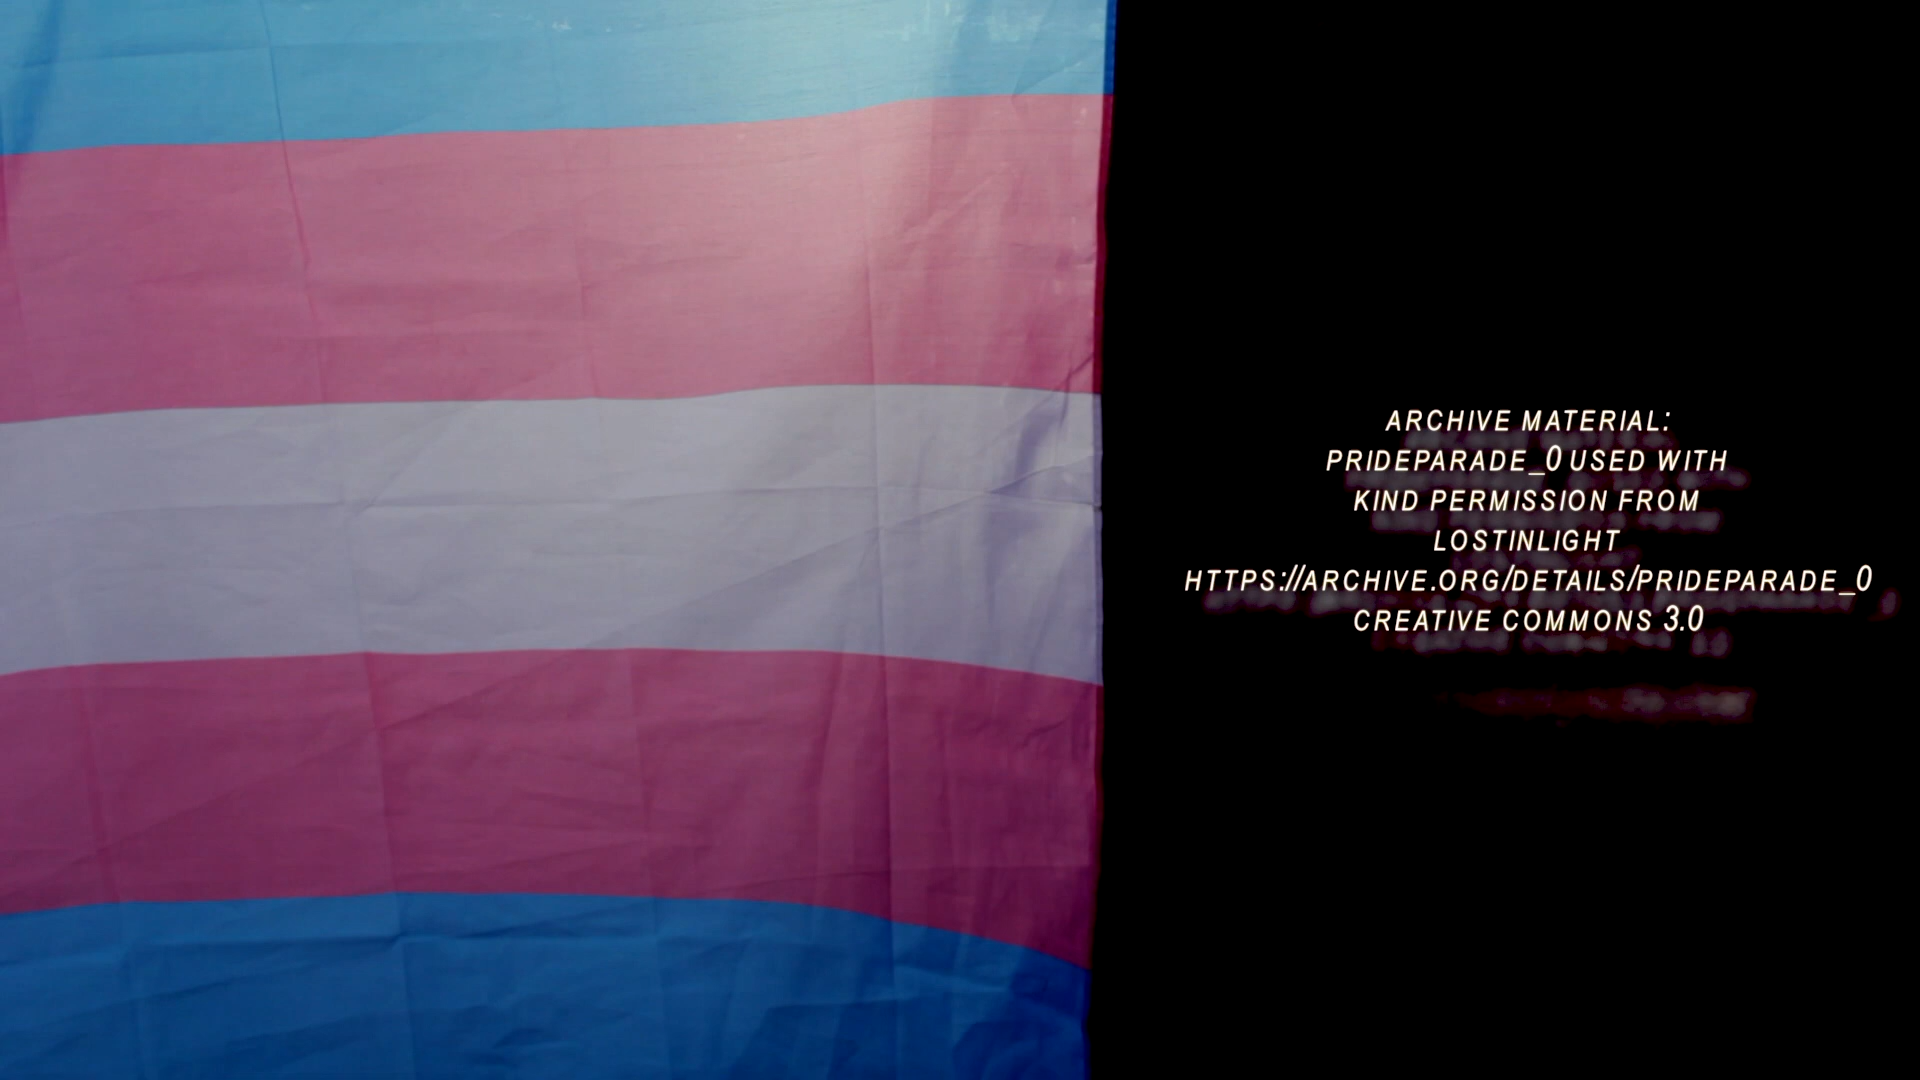 ARCHIVE MATERIAL:
PRIDEPARADE_0 USED WITH
KIND PERMISSION FROM
LOSTINLIGHT
HTTPS://ARCHIVE.ORG/DETAILS/PRIDEPARADE_0
CREATIVE COMMONS 3.0